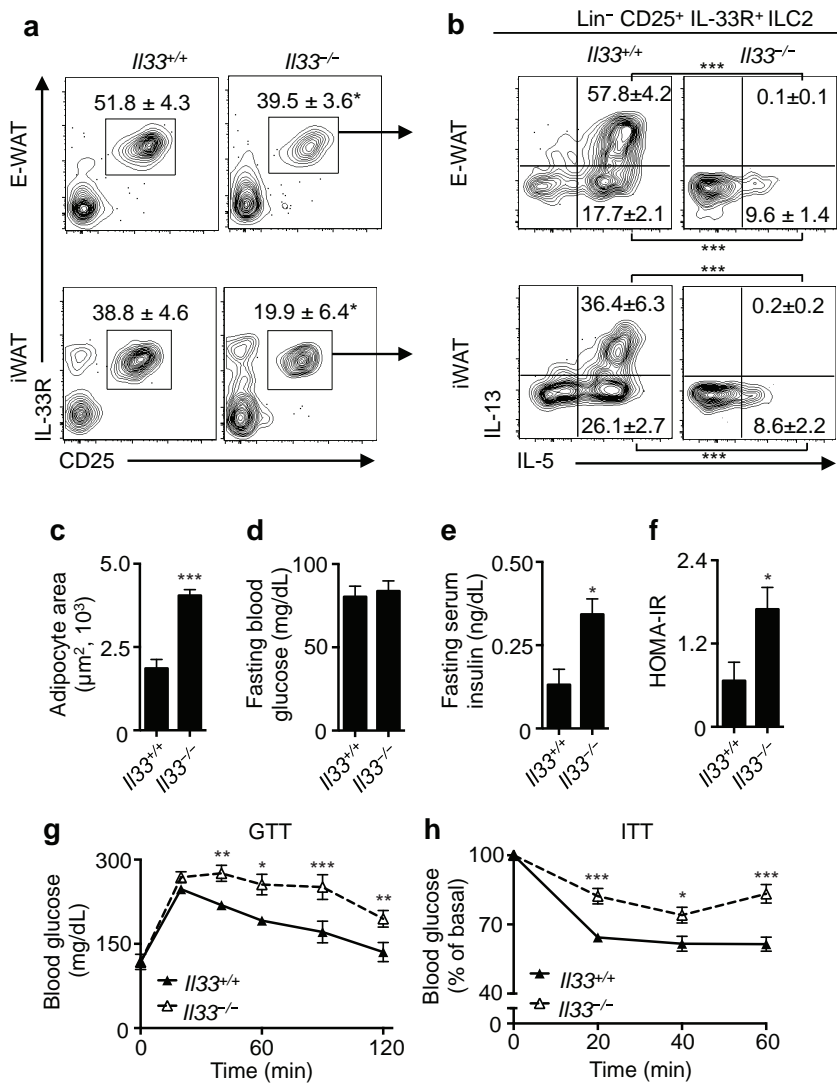 a
Il33+/+
Il33−/−
E-WAT
51.8 ± 4.3
39.5 ± 3.6*
iWAT
38.8 ± 4.6
19.9 ± 6.4*
IL-33R
CD25
b
Lin− CD25+ IL-33R+ ILC2
Il33+/+
Il33−/−
***
E-WAT
57.8±4.2
0.1±0.1
17.7±2.1
9.6 ± 1.4
***
***
iWAT
36.4±6.3
0.2±0.2
26.1±2.7
8.6±2.2
***
IL-13
IL-5
c
Adipocyte area
(µm2, 103)
5.0
2.5
0
***
Il33+/+
Il33−/−
d
Fasting blood
glucose (mg/dL)
100
50
0
Il33+/+
Il33−/−
e
Fasting serum
insulin (ng/dL)
0.50
0.25
0
*
Il33+/+
Il33−/−
f
HOMA-IR
2.4
1.2
0
*
Il33+/+
Il33−/−
g
GTT
Blood glucose
(mg/dL)
300
150
0
**
*
***
**
Il33+/+
Il33−/−
0
60
120
Time (min)
h
ITT
Blood glucose
(% of basal)
100
70
40
0
***
*
***
Il33+/+
Il33−/−
0
20
40
60
Time (min)